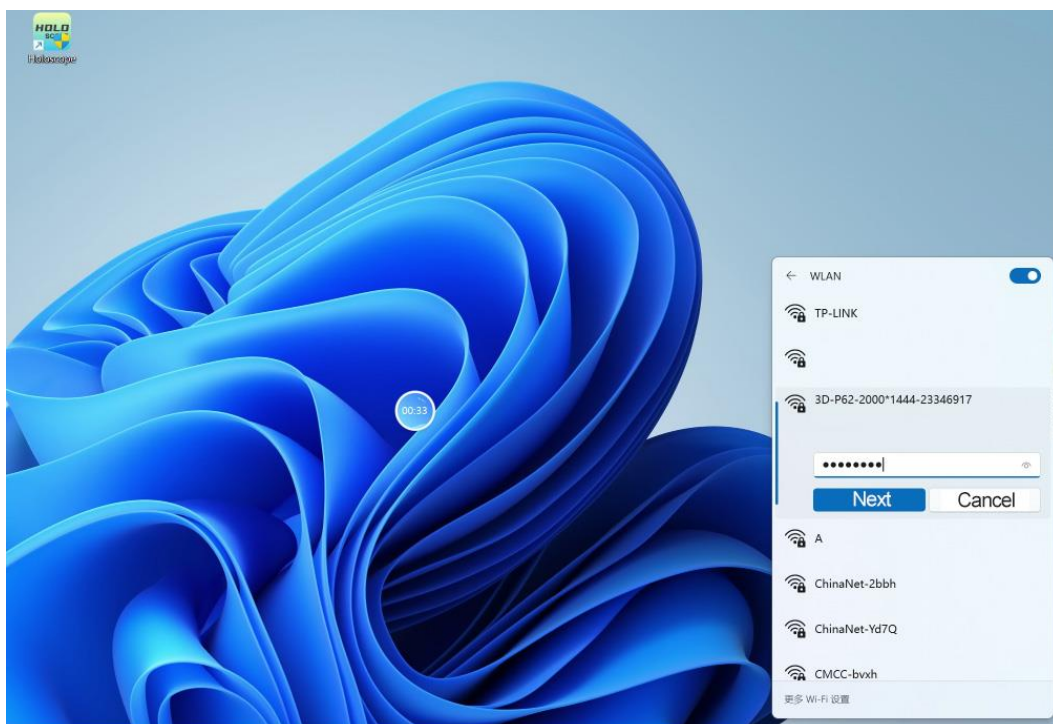 HOLO
SC
Holoscope
WLAN
TP-LINK
3D-P62-2000*1444-23346917
00:33
••••••••
Next Cancel
A
ChinaNet-2bbh
ChinaNet-Yd7Q
CMCC-bvxh
更多 Wi-Fi 设置